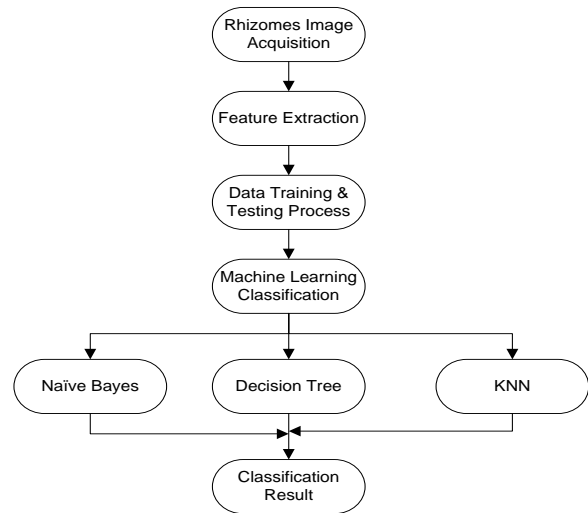 Rhizomes Image
Acquisition
Feature Extraction
Data Training &
Testing Process
Machine Learning
Classification
Naïve Bayes
Decision Tree
KNN
Classification
Result